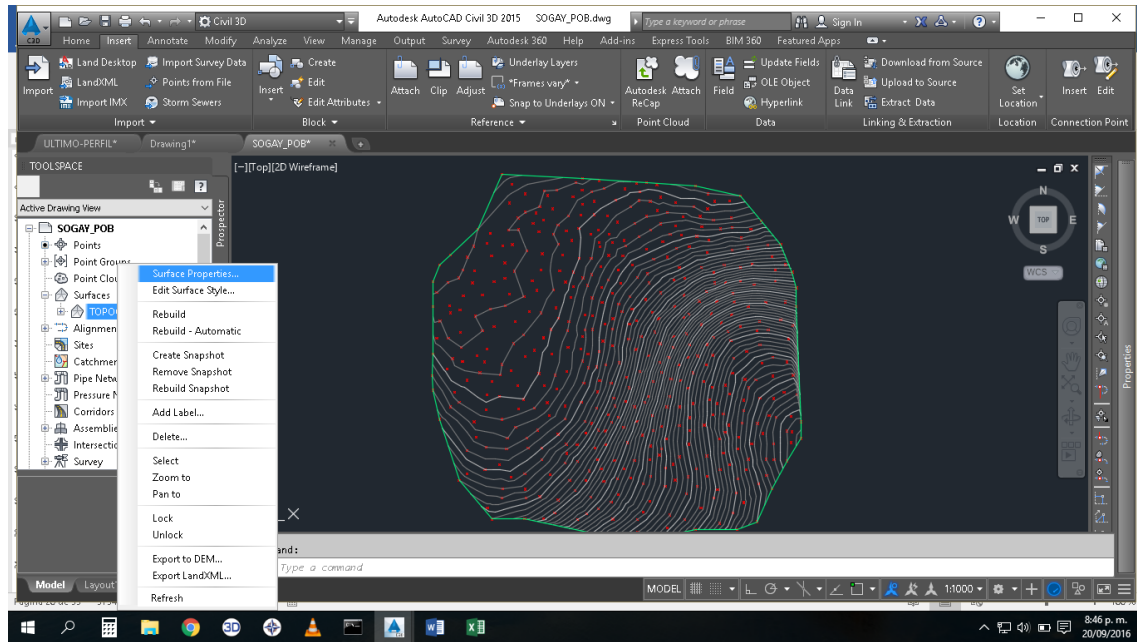 Civil 3D
Autodesk AutoCAD Civil 3D 2015 SOGAY_POB.dwg
Type a keyword or phrase
Sign In
C3D
Home Insert Annotate Modify Analyze View Manage Output Survey Autodesk 360 Help Add-ins Express Tools BIM 360 Featured Apps
Land Desktop Import Survey Data
LandXML Points from File
Import
Import IMX Storm Sewers
Import
Create
Edit
Insert
Edit Attributes
Block
Attach Clip Adjust
Underlay Layers
*Frames vary*
Snap to Underlays ON
Reference
Autodesk ReCap
Attach
Point Cloud
Field
Update Fields
OLE Object
Hyperlink
Data
Data Link
Download from Source
Upload to Source
Extract Data
Linking & Extraction
Set Location
Location
Insert Edit
Connection Point
ULTIMO-PERFIL* Drawing1* SOGAY_POB*
TOOLSPACE
[−][Top][2D Wireframe]
Active Drawing View
Prospector
SOGAY_POB
Points
Point Groups
Point Clou
Surfaces
TOPO
Alignmen
Sites
Catchmer
Pipe Netw
Pressure N
Corridors
Assemblie
Intersectio
Survey
Surface Properties...
Edit Surface Style...
Rebuild
Rebuild - Automatic
Create Snapshot
Remove Snapshot
Rebuild Snapshot
Add Label...
Delete...
Select
Zoom to
Pan to
Lock
Unlock
Export to DEM...
Export LandXML...
Refresh
N
W TOP E
S
WCS
Properties
X
and:
Type a command
Model Layout
MODEL 1:1000
8:46 p. m.
20/09/2016